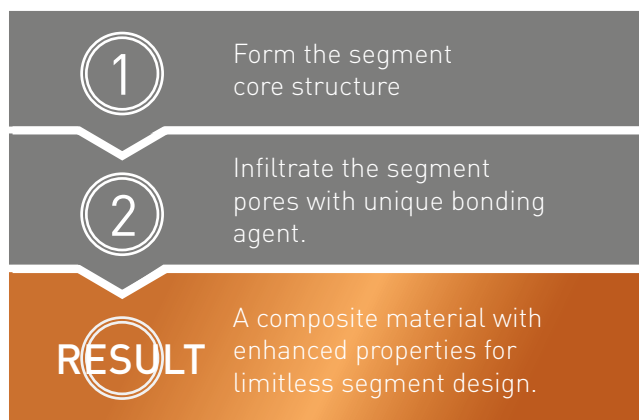 1
Form the segment
core structure
2
Infiltrate the segment
pores with unique bonding
agent.
RESULT
A composite material with
enhanced properties for
limitless segment design.